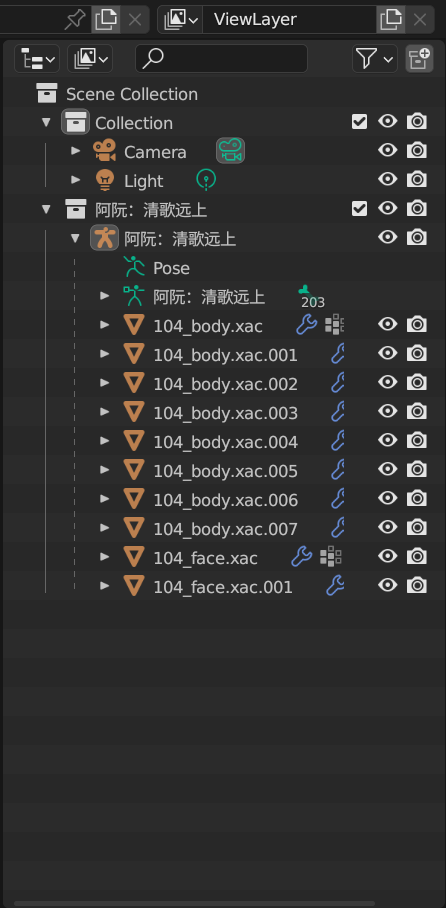 ViewLayer
Scene Collection
Collection
Camera
Light
阿阮：清歌远上
阿阮：清歌远上
Pose
阿阮：清歌远上
203
104_body.xac
104_body.xac.001
104_body.xac.002
104_body.xac.003
104_body.xac.004
104_body.xac.005
104_body.xac.006
104_body.xac.007
104_face.xac
104_face.xac.001